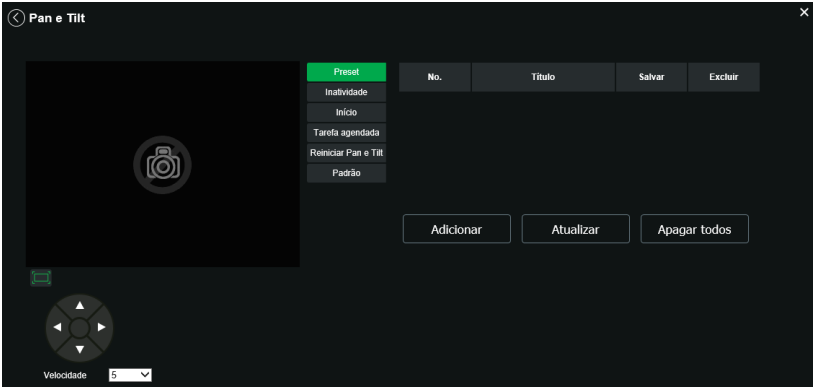 Pan e Tilt
Preset
Inatividade
Início
Tarefa agendada
Reiniciar Pan e Tilt
Padrão
No. Título Salvar Excluir
Adicionar Atualizar Apagar todos
Velocidade 5